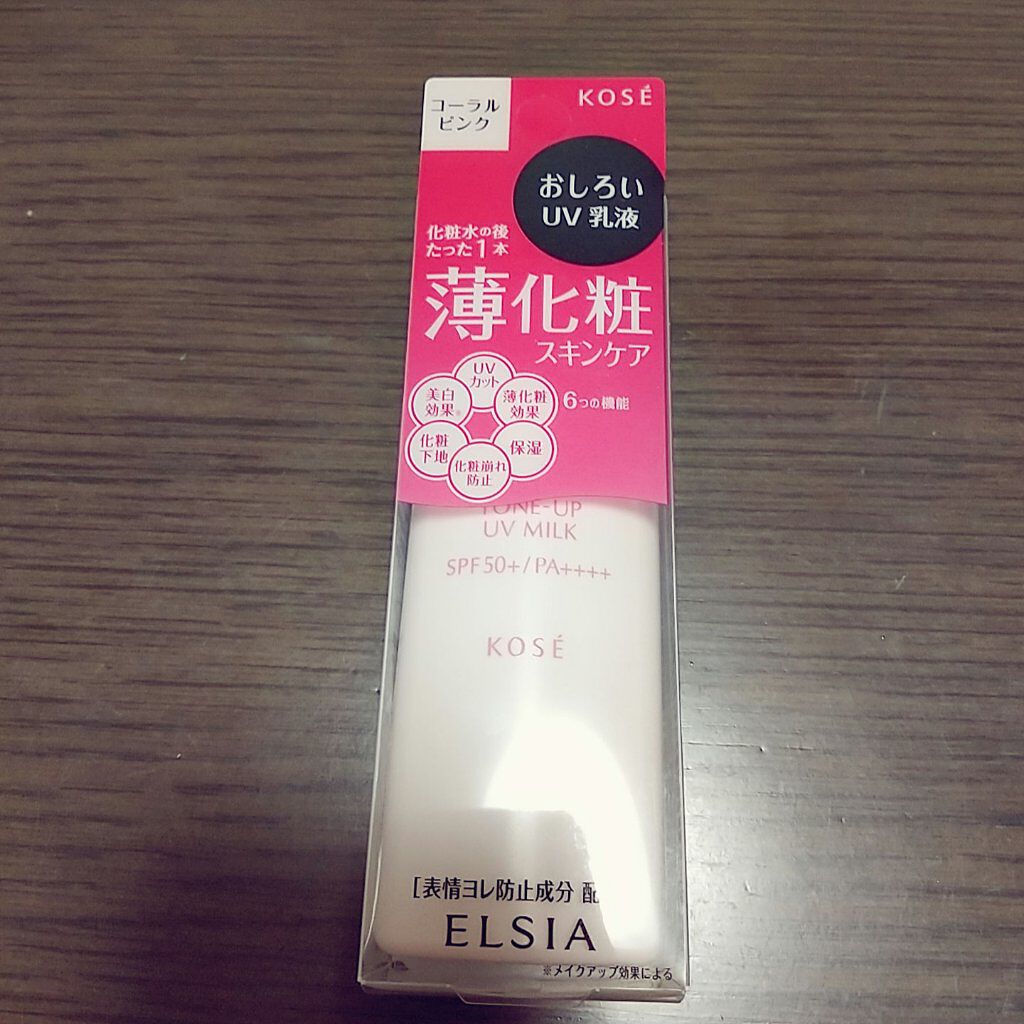 コーラル
ピンク
KOSÉ
おしろい
UV 乳液
化粧水の後
たった1本
薄化粧
スキンケア
UV
カット
美白
効果※
薄化粧
効果
6つの機能
化粧
下地
保湿
化粧崩れ
防止
TONE-UP
UV MILK
SPF50+/PA++++
KOSÉ
[表情ヨレ防止成分 配
ELSIA
※メイクアップ効果による